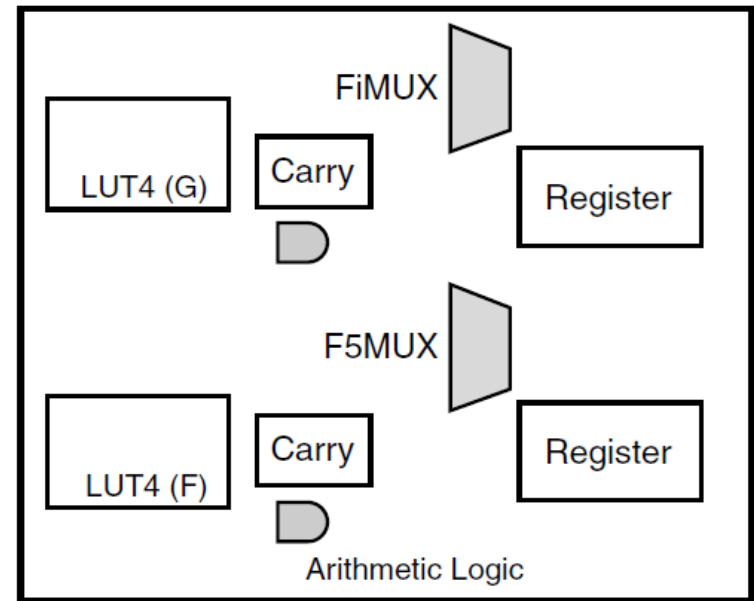 FiMUX
LUT4 (G)
Carry
Register
F5MUX
LUT4 (F)
Carry
Register
Arithmetic Logic